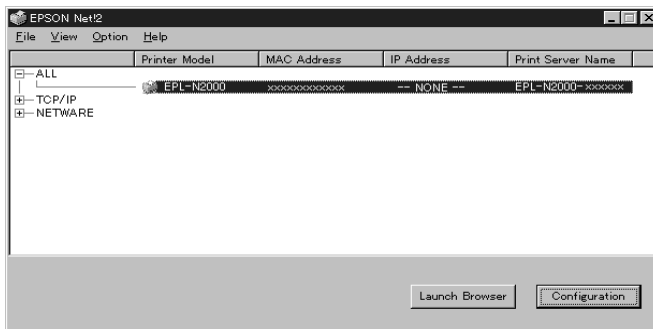 EPSON Net!2
File View Option Help
Printer Model MAC Address IP Address Print Server Name
ALL
EPL-N2000 xxxxxxxxxxxx -- NONE -- EPL-N2000-xxxxxx
TCP/IP
NETWARE
Launch Browser Configuration